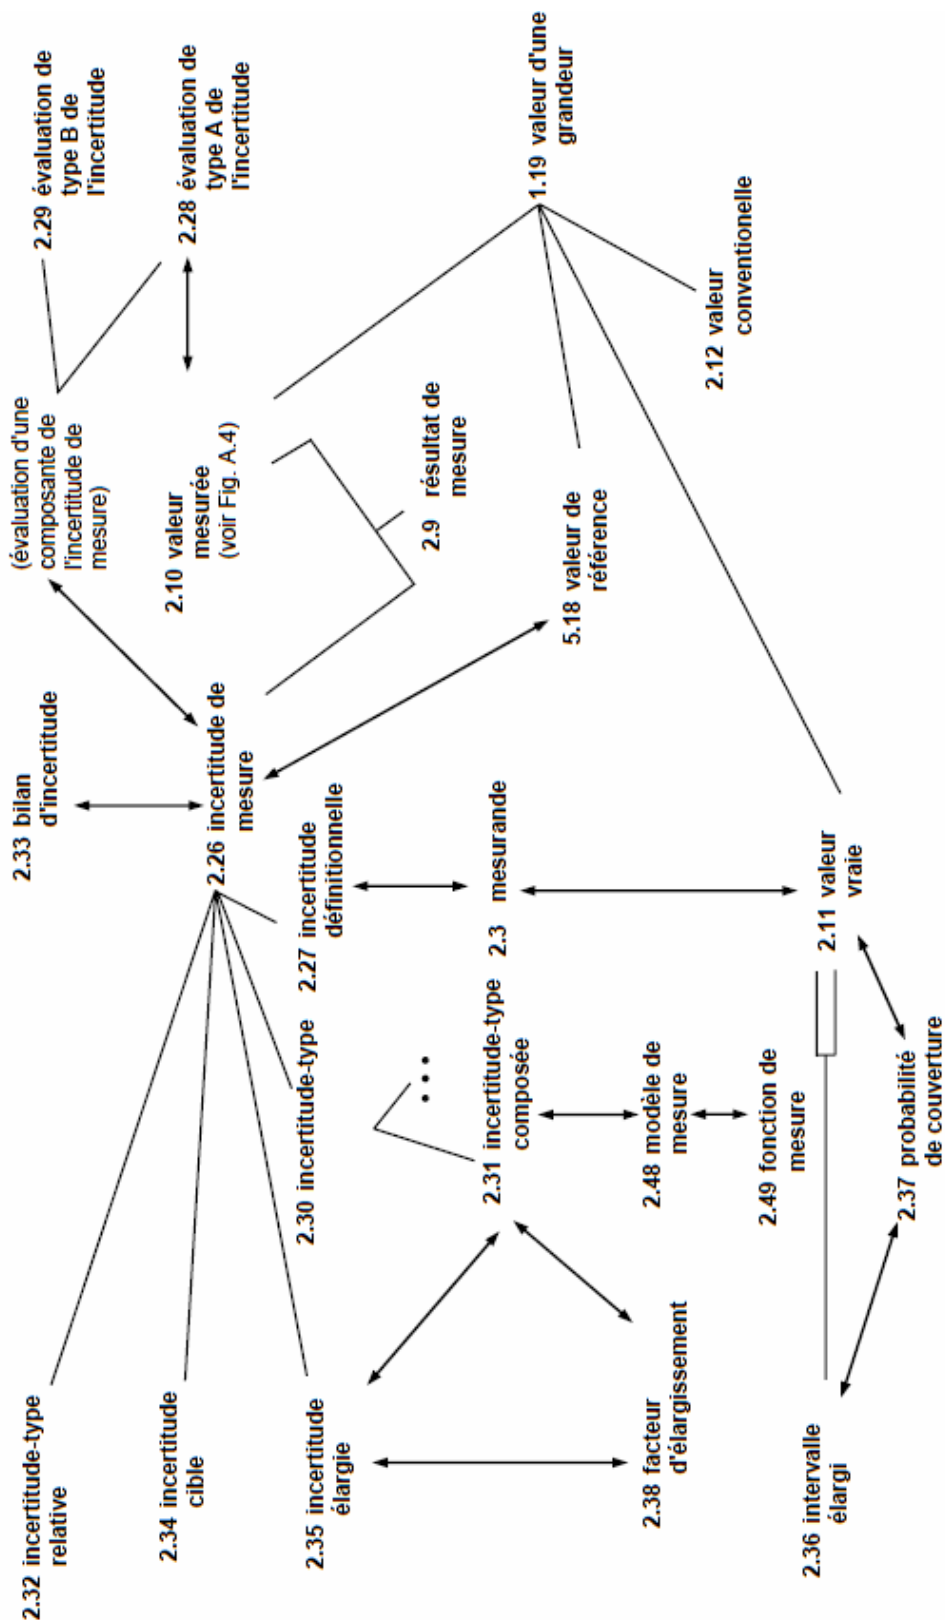 2.33 bilan
d'incertitude
(évaluation d'une
composante de
l'incertitude de
mesure)
2.29 évaluation de
type B de
l'incertitude
2.32 incertitude-type
relative
2.26 incertitude de
mesure
2.10 valeur
mesurée
(voir Fig. A.4)
2.28 évaluation de
type A de
l'incertitude
2.34 incertitude
cible
2.35 incertitude
élargie
2.30 incertitude-type
2.27 incertitude
définitionnelle
2.9 résultat de
mesure
2.31 incertitude-type
composée
...
2.3 mesurande
5.18 valeur de
référence
1.19 valeur d'une
grandeur
2.38 facteur
d'élargissement
2.48 modèle de
mesure
2.12 valeur
conventionelle
2.49 fonction de
mesure
2.36 intervalle
élargi
2.11 valeur
vraie
2.37 probabilité
de couverture